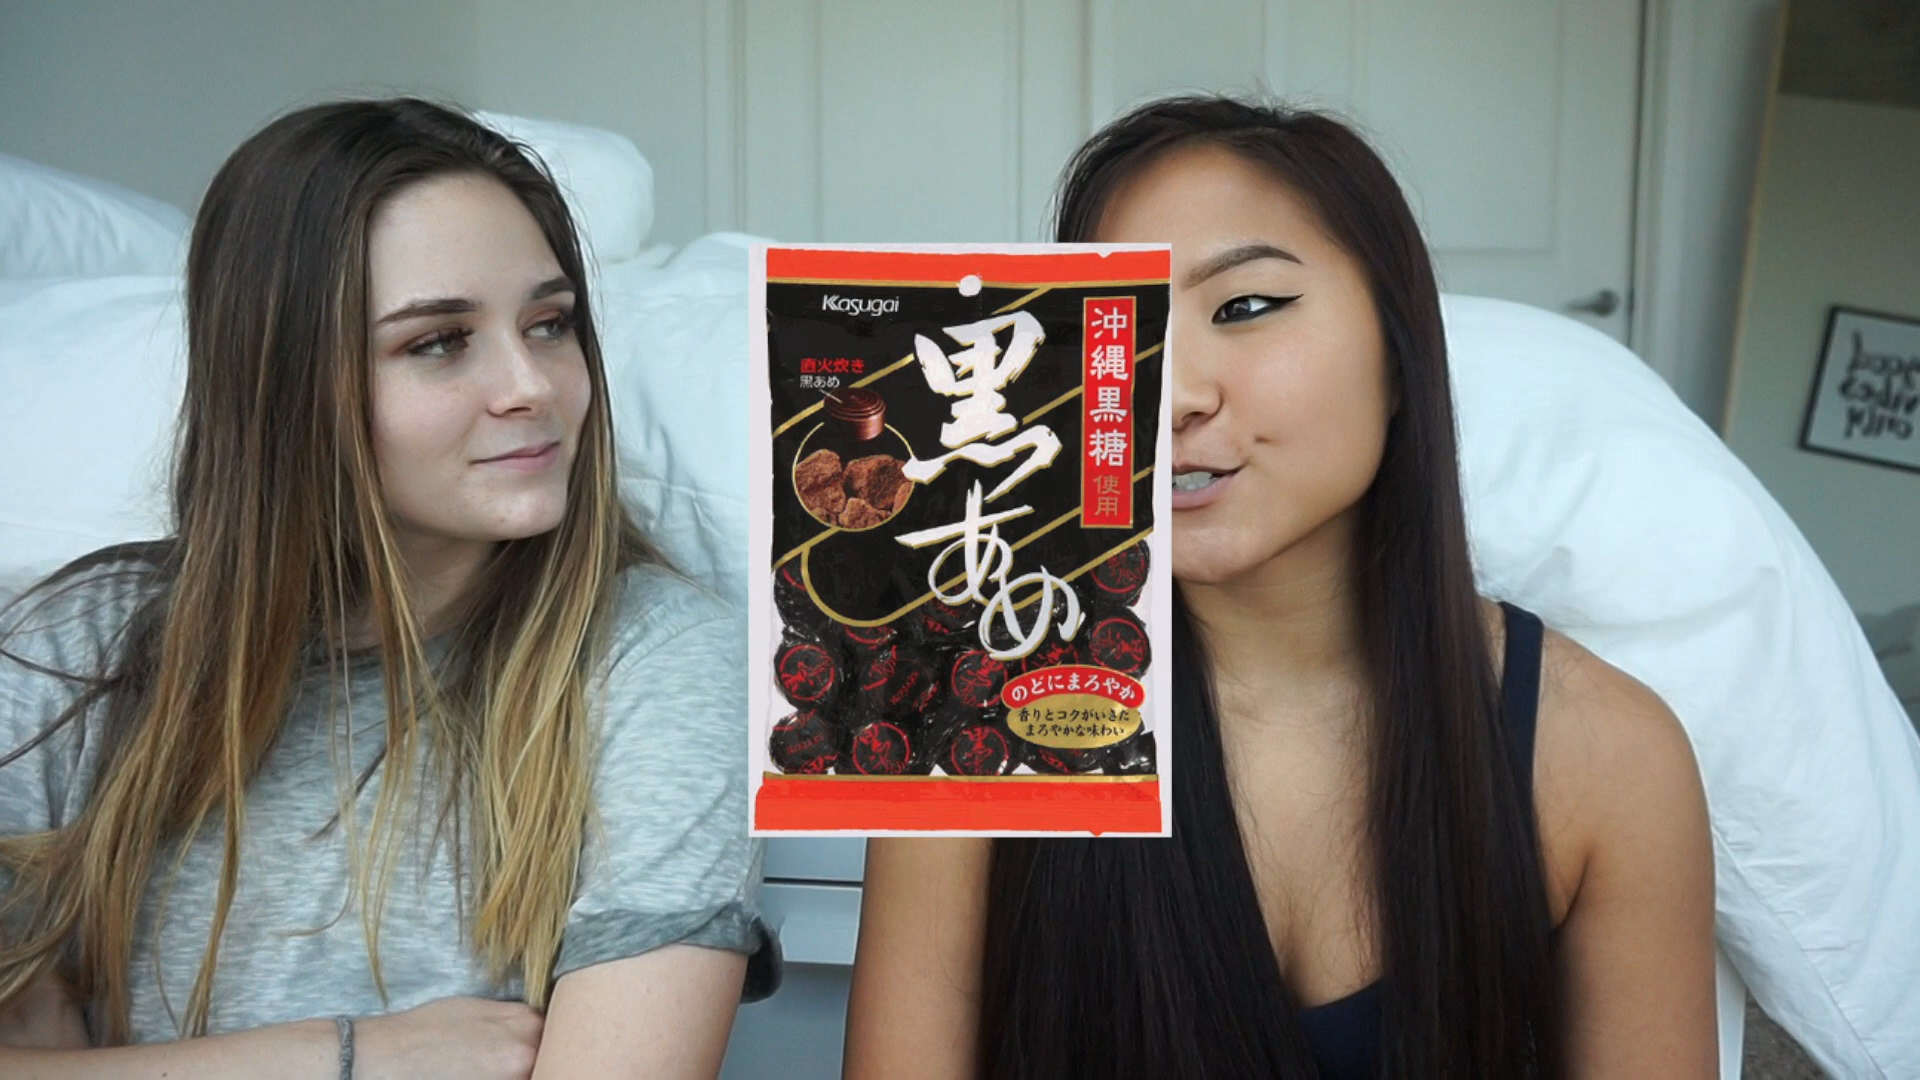 Kasugai
直火炊き
黒あめ
黒あめ
沖縄黒糖使用
のどにまろやか
香りとコクがいきた
まろやかな味わい